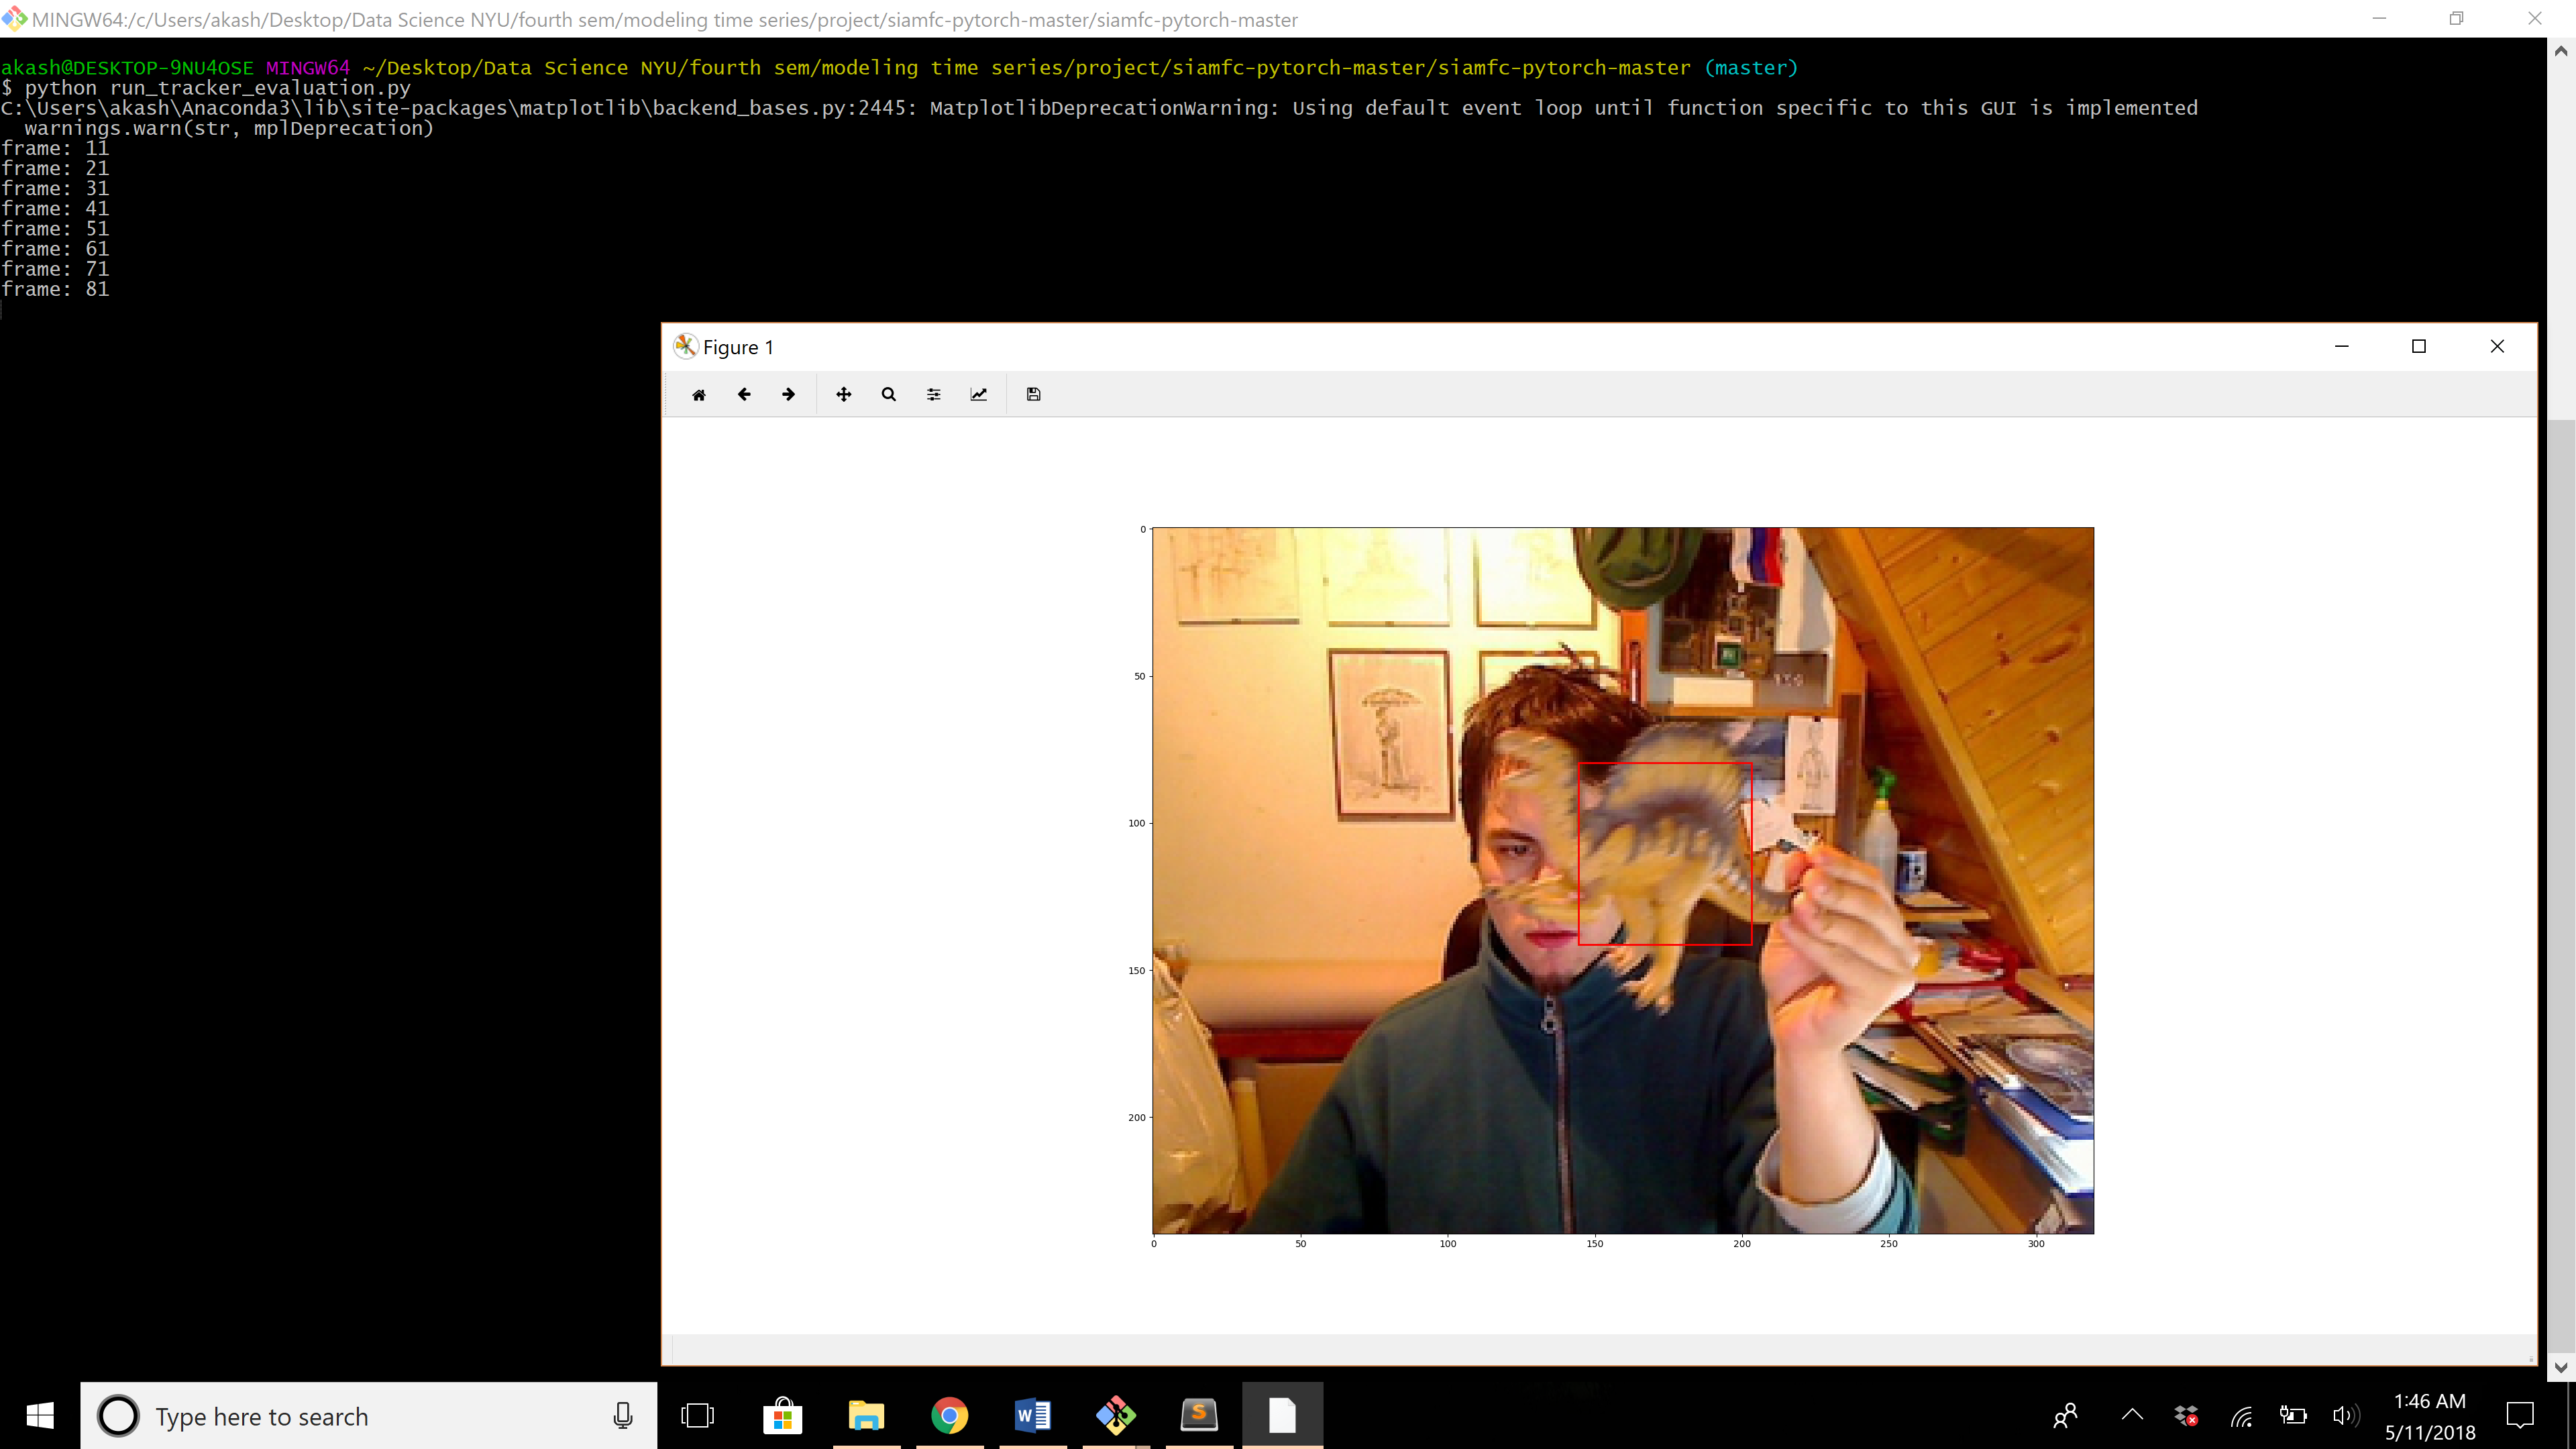 MINGW64:/c/Users/akash/Desktop/Data Science NYU/fourth sem/modeling time series/project/siamfc-pytorch-master/siamfc-pytorch-master
akash@DESKTOP-9NU4OSE MINGW64 ~/Desktop/Data Science NYU/fourth sem/modeling time series/project/siamfc-pytorch-master/siamfc-pytorch-master (master)
$ python run_tracker_evaluation.py
C:\Users\akash\Anaconda3\lib\site-packages\matplotlib\backend_bases.py:2445: MatplotlibDeprecationWarning: Using default event loop until function specific to this GUI is implemented
warnings.warn(str, mplDeprecation)
frame: 11
frame: 21
frame: 31
frame: 41
frame: 51
frame: 61
frame: 71
frame: 81
Figure 1
0
50
100
150
200
0 50 100 150 200 250 300
Type here to search
W
S
1:46 AM
5/11/2018